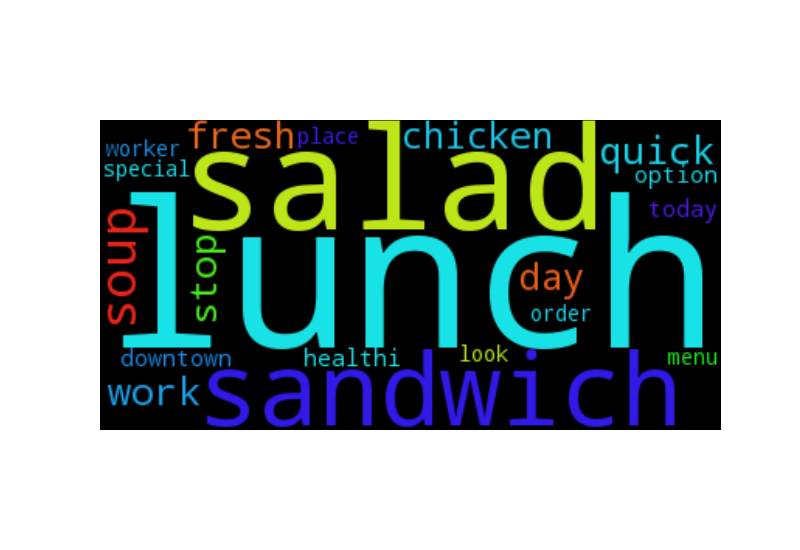 fresh place chicken
worker salad quick
special option
today
lunch
soup stop day
order
downtown healthi look menu
work sandwich